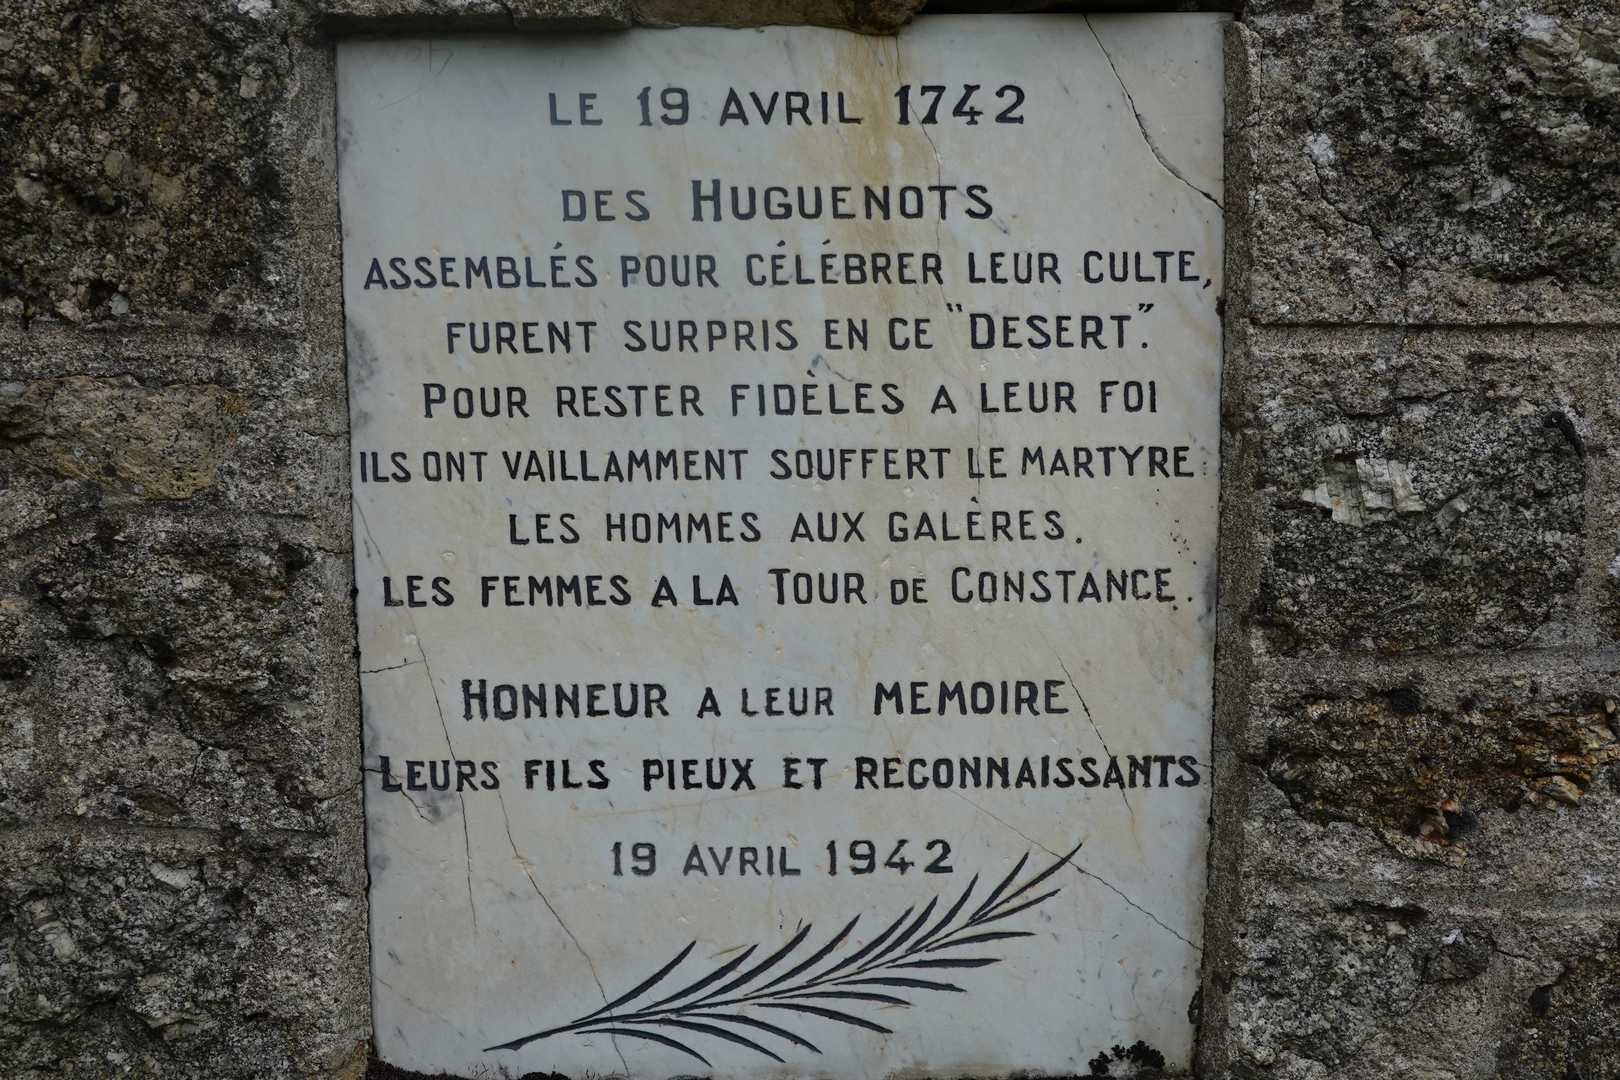 LE 19 AVRIL 1742
DES HUGUENOTS
ASSEMBLÉS POUR CÉLÉBRER LEUR CULTE,
FURENT SURPRIS EN CE "DESERT".
POUR RESTER FIDÈLES A LEUR FOI
ILS ONT VAILLAMMENT SOUFFERT LE MARTYRE
LES HOMMES AUX GALÈRES.
LES FEMMES A LA TOUR DE CONSTANCE.
HONNEUR A LEUR MEMOIRE
LEURS FILS PIEUX ET RECONNAISSANTS
19 AVRIL 1942